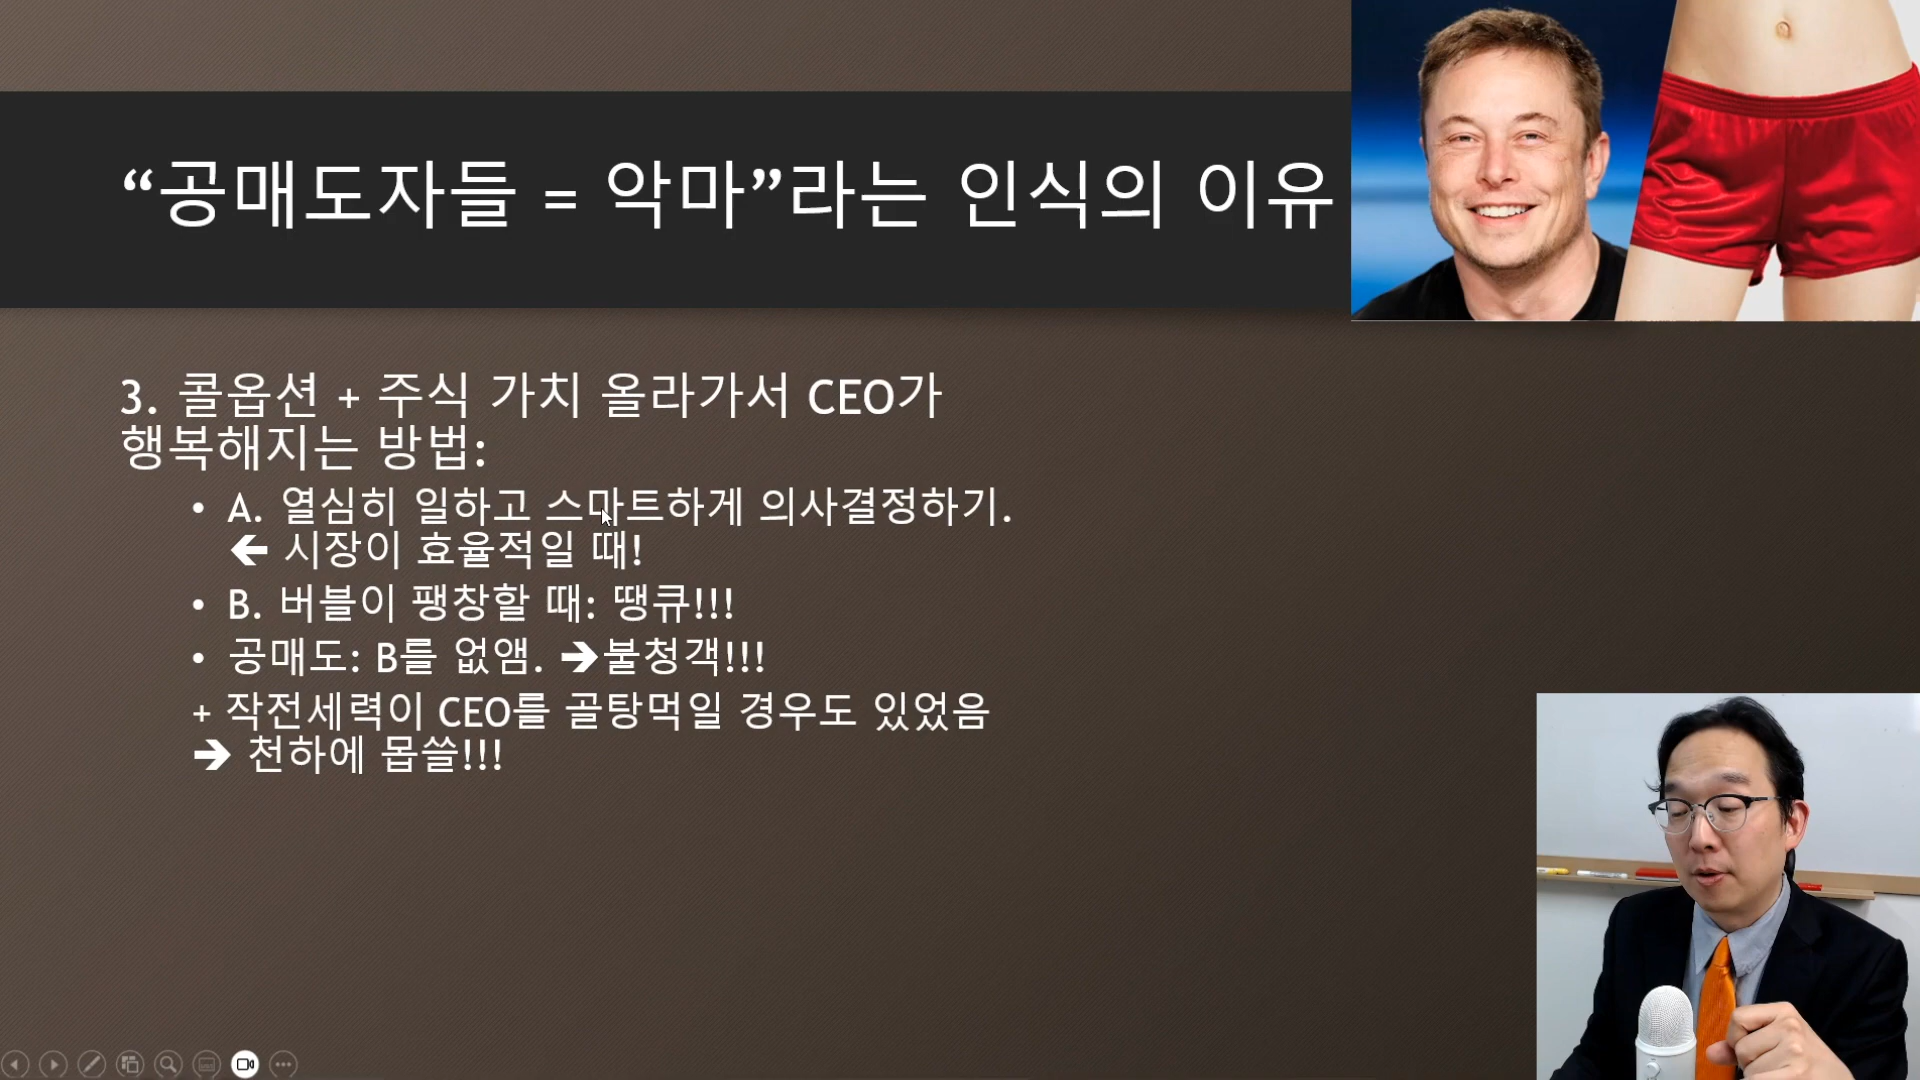 “공매도자들 = 악마”라는 인식의 이유
3. 콜옵션 + 주식 가치 올라가서 CEO가
행복해지는 방법:
• A. 열심히 일하고 스마트하게 의사결정하기.
← 시장이 효율적일 때!
• B. 버블이 팽창할 때: 땡큐!!!
• 공매도: B를 없앰. →불청객!!!
+ 작전세력이 CEO를 골탕먹일 경우도 있었음
→ 천하에 몹쓸!!!